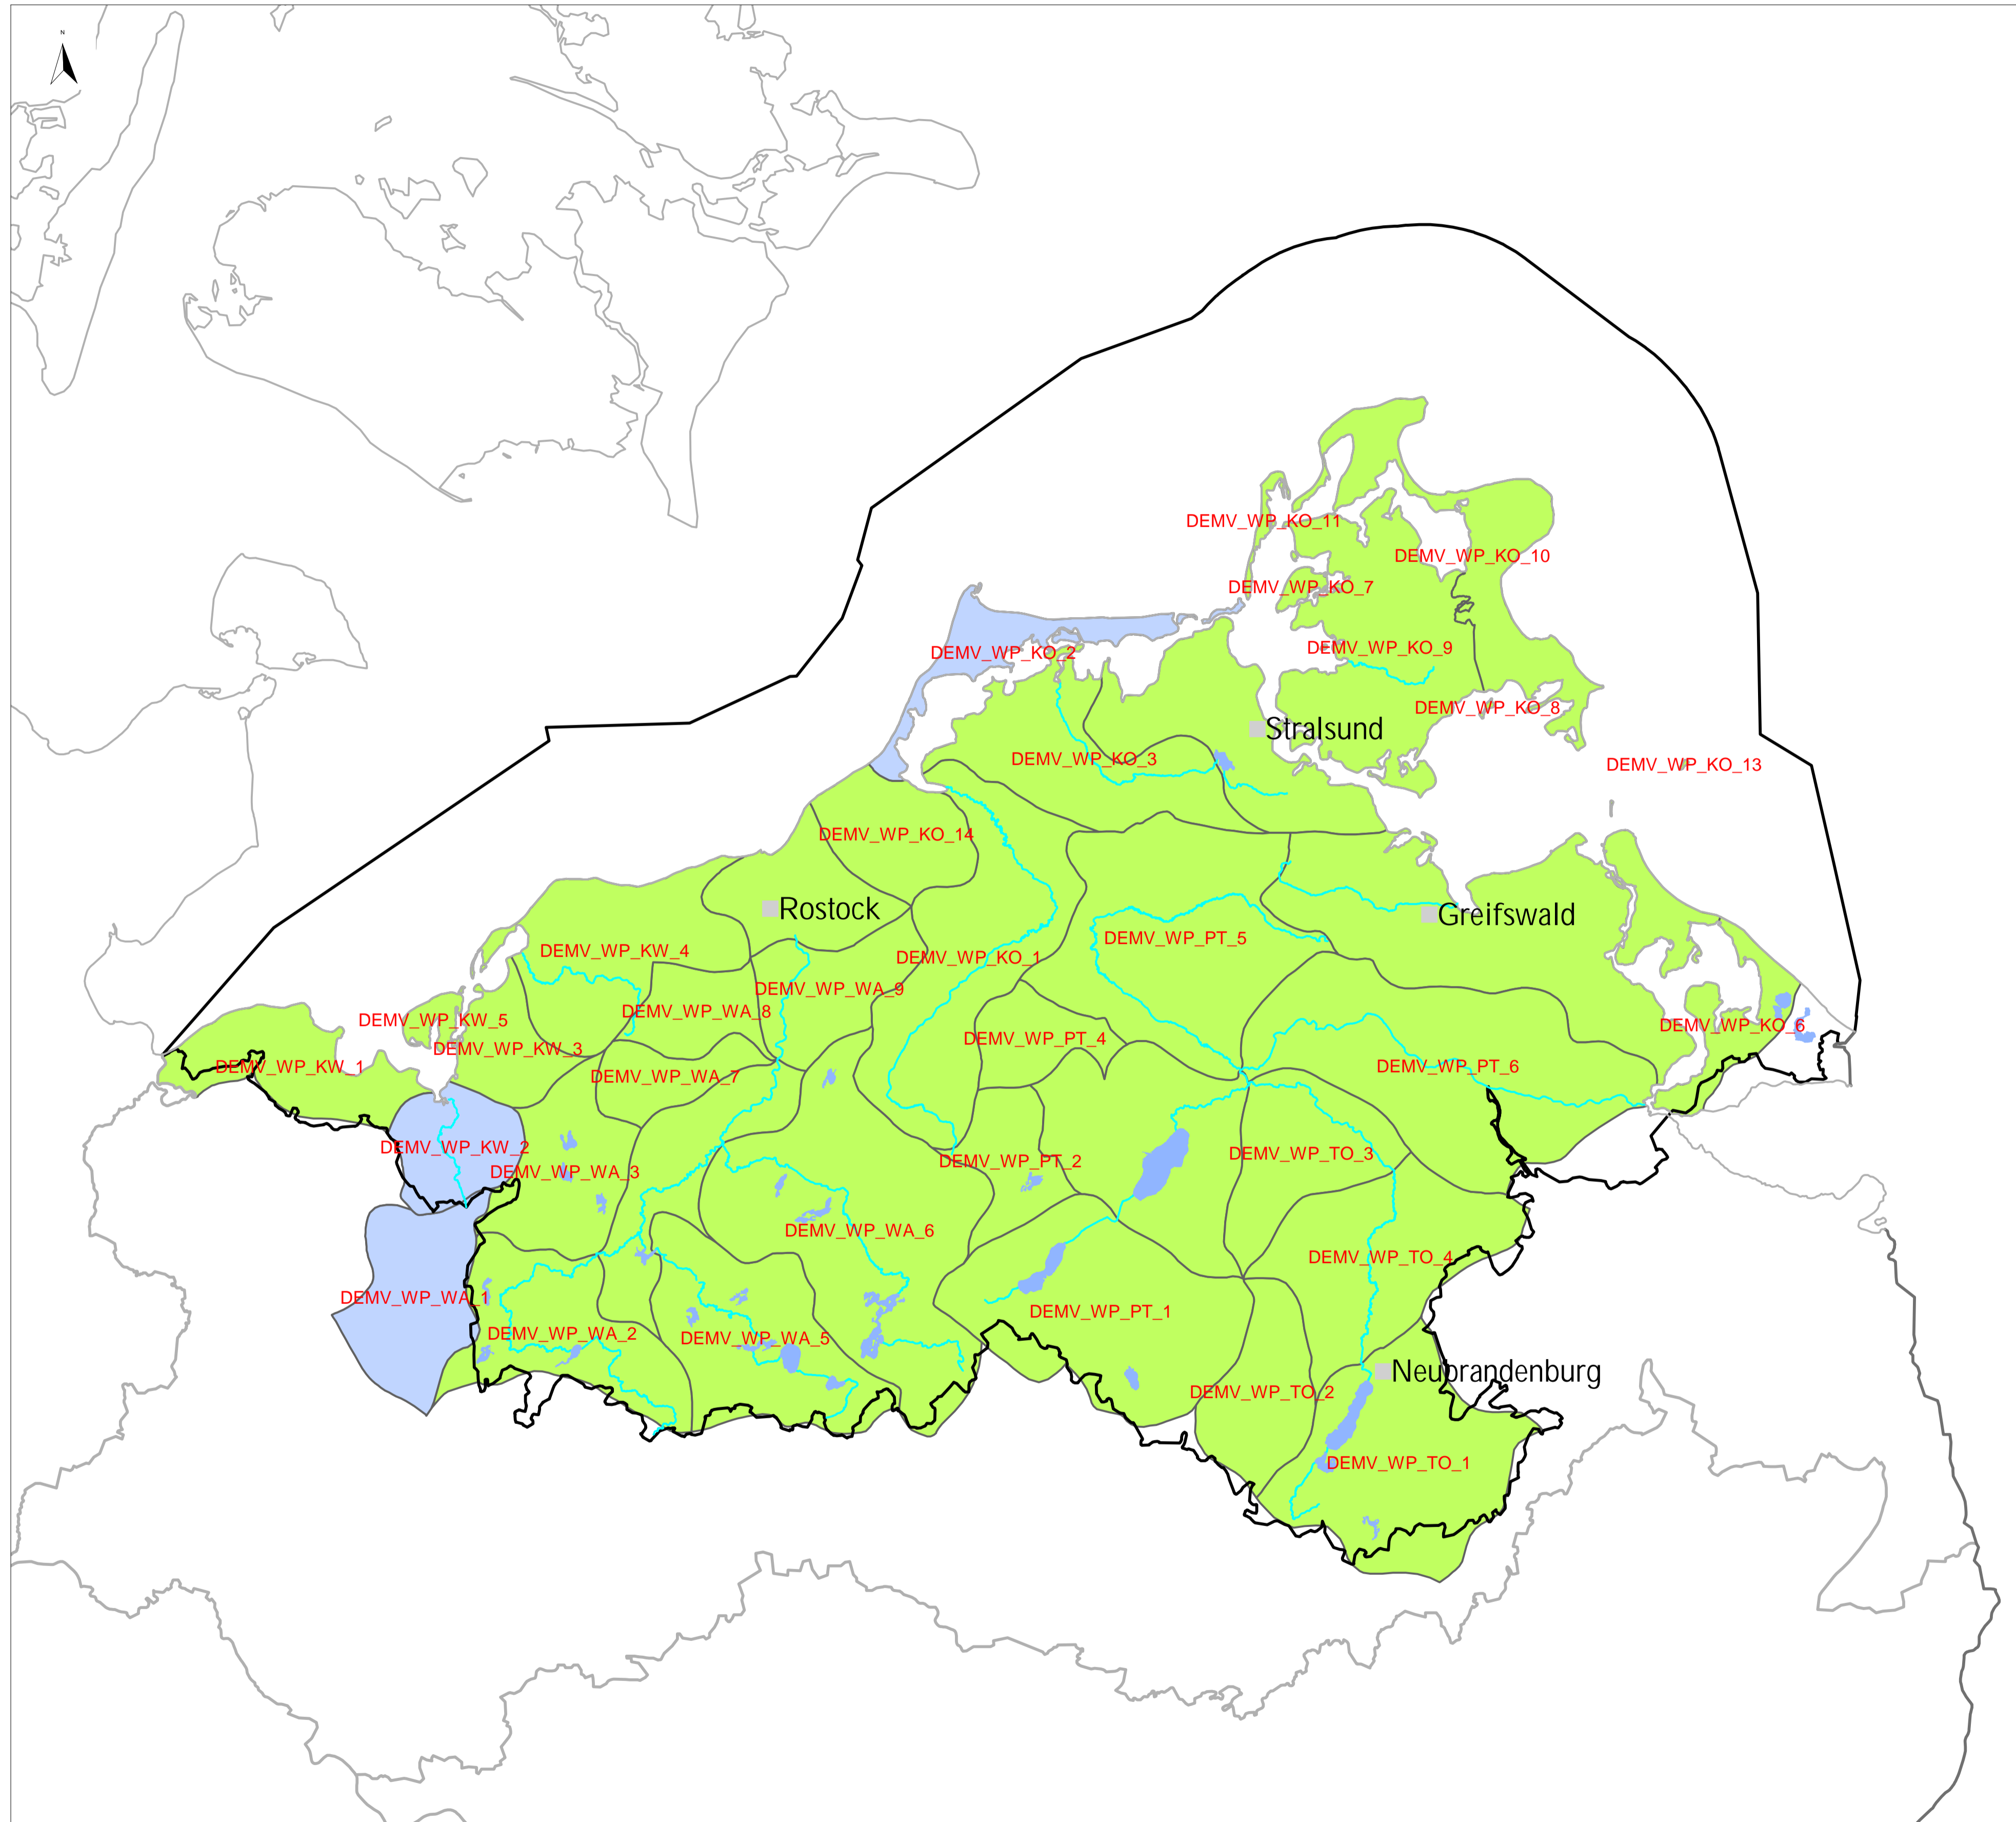 N
DEMV_WP_KO_11
DEMV_WP_KO_10
DEMV_WP_KO_7
DEMV_WP_KO_9
DEMV_WP_KO_2
DEMV_WP_KO_8
Stralsund
DEMV_WP_KO_3
DEMV_WP_KO_13
DEMV_WP_KO_14
Rostock
Greifswald
DEMV_WP_PT_5
DEMV_WP_KW_4
DEMV_WP_KO_1
DEMV_WP_WA_9
DEMV_WP_WA_8
DEMV_WP_KW_5
DEMV_WP_KO_6
DEMV_WP_PT_4
DEMV_WP_KW_3
DEMV_WP_KW_1
DEMV_WP_PT_6
DEMV_WP_WA_7
DEMV_WP_KW_2
DEMV_WP_TO_3
DEMV_WP_PT_2
DEMV_WP_WA_3
DEMV_WP_WA_6
DEMV_WP_TO_4
DEMV_WP_WA_1
DEMV_WP_PT_1
DEMV_WP_WA_2
DEMV_WP_WA_5
Neubrandenburg
DEMV_WP_TO_2
DEMV_WP_TO_1